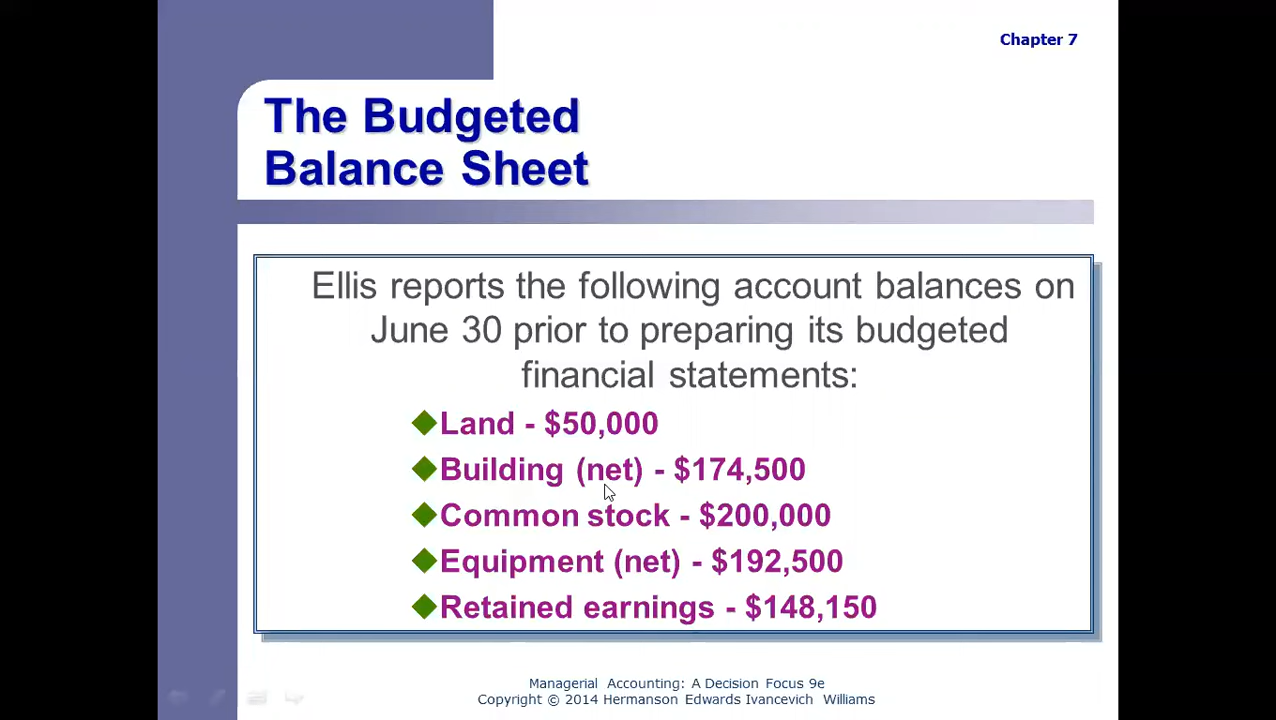 Chapter 7
The Budgeted
Balance Sheet
Ellis reports the following account balances on
June 30 prior to preparing its budgeted
financial statements:
Land - $50,000
Building (net) - $174,500
Common stock - $200,000
Equipment (net) - $192,500
Retained earnings - $148,150
Managerial Accounting: A Decision Focus 9e
Copyright © 2014 Hermanson Edwards Ivancevich Williams